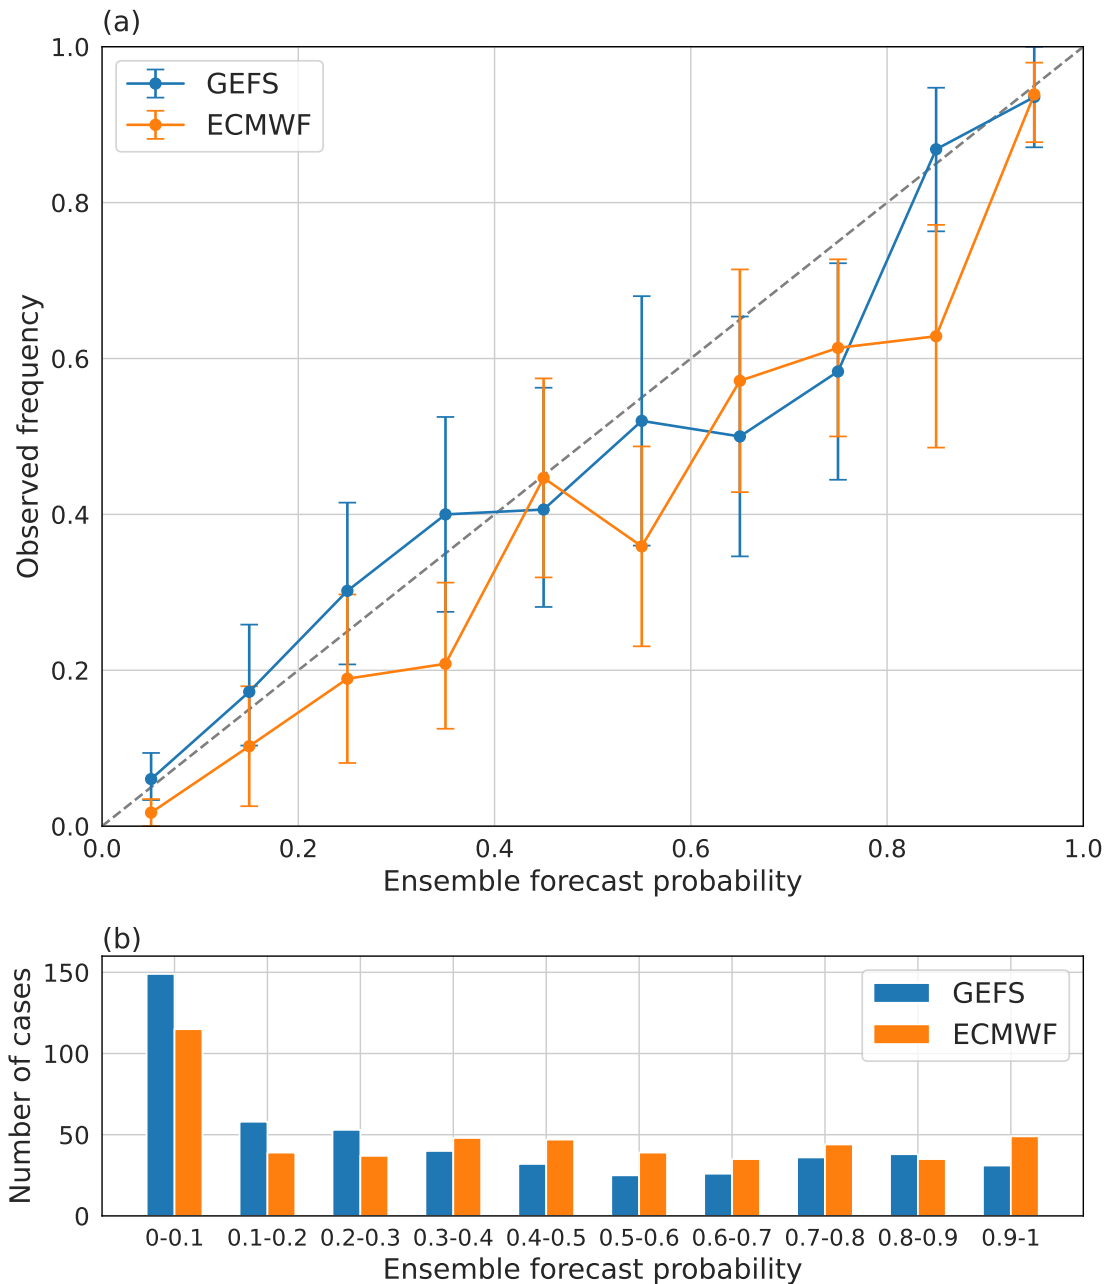 (a)
1.0
GEFS
ECMWF
0.8
0.6
0.4
0.2
0.0
Observed frequency
0.0 0.2 0.4 0.6 0.8 1.0
Ensemble forecast probability
(b)
150
100
50
0
Number of cases
GEFS
ECMWF
0-0.1 0.1-0.2 0.2-0.3 0.3-0.4 0.4-0.5 0.5-0.6 0.6-0.7 0.7-0.8 0.8-0.9 0.9-1
Ensemble forecast probability